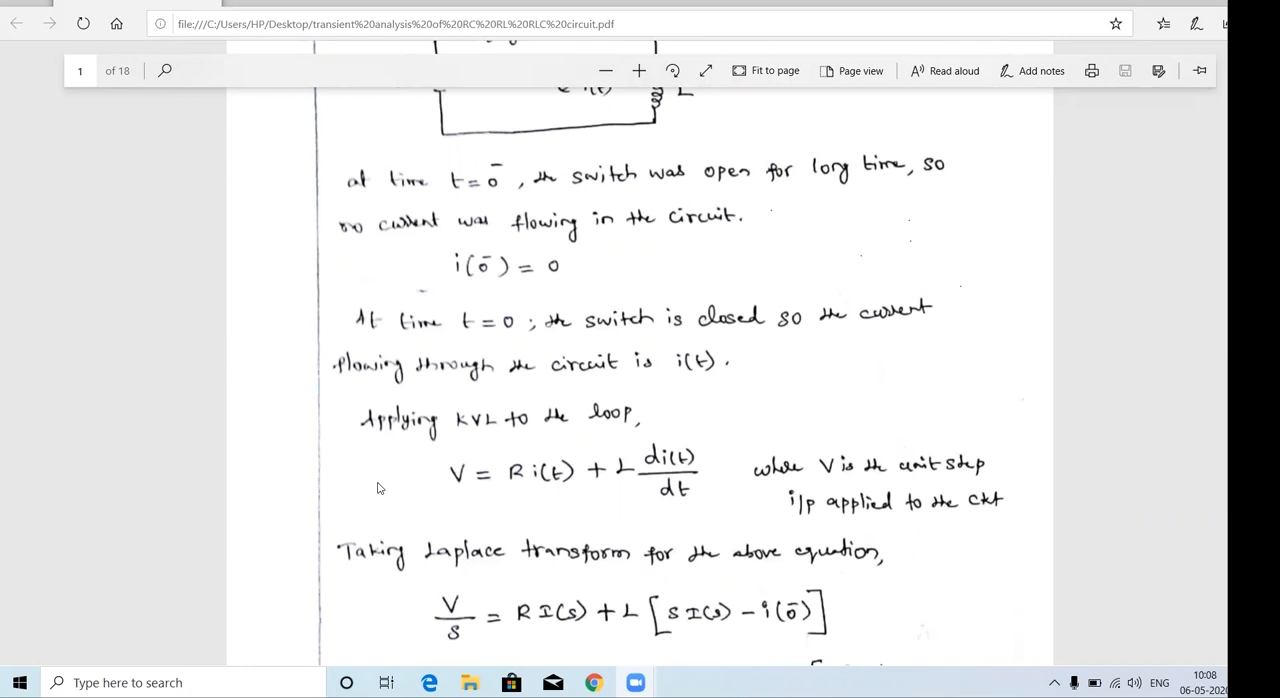 file:///C:/Users/HP/Desktop/transient%20analysis%20of%20RC%20RL%20RLC%20circuit.pdf
1 of 18 Fit to page Page view Read aloud Add notes
i(t) L
at time t = 0⁻, the switch was open for long time, so
no current was flowing in the circuit.
i(0⁻) = 0
At time t = 0 ; the switch is closed so the current
flowing through the circuit is i(t).
Applying KVL to the loop,
V = R i(t) + L di(t)/dt where V is the unit step
i/p applied to the ckt
Taking Laplace transform for the above equation,
V/S = R I(s) + L [ S I(s) - i(0⁻) ]
Type here to search
ENG
10:08
06-05-2020